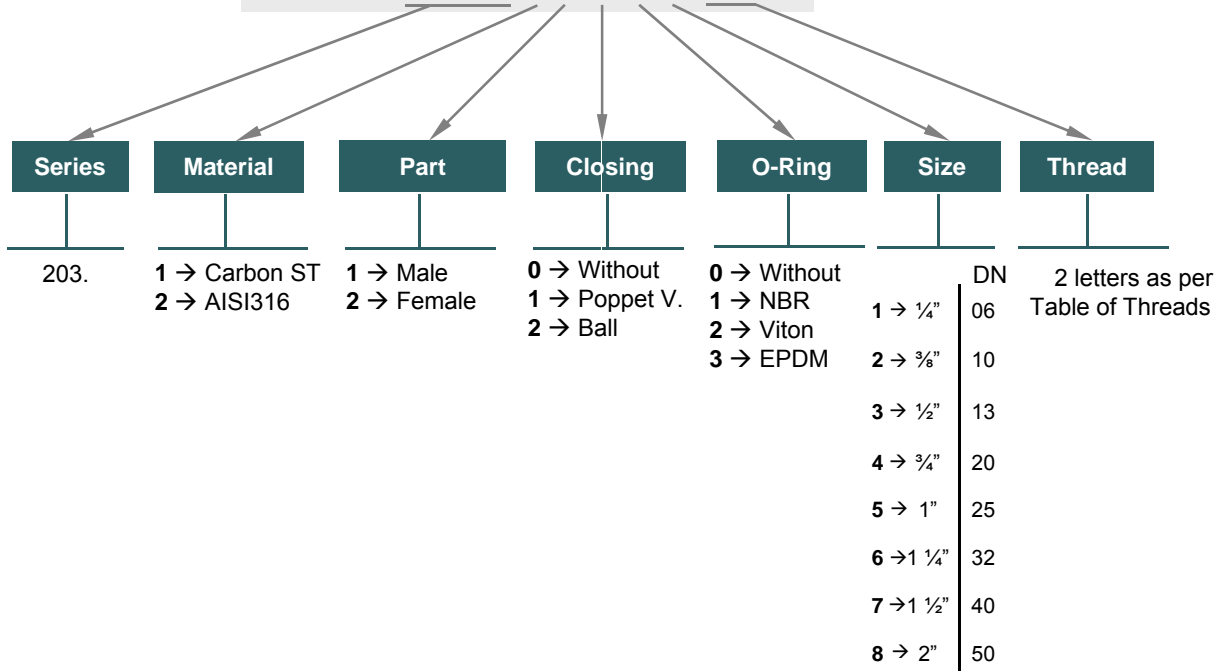 Series
Material
Part
Closing
O-Ring
Size
Thread
203.
1 → Carbon ST
2 → AISI316
1 → Male
2 → Female
0 → Without
1 → Poppet V.
2 → Ball
0 → Without
1 → NBR
2 → Viton
3 → EPDM
DN
1 → ¼” 06
2 → ⅜” 10
3 → ½” 13
4 → ¾” 20
5 → 1” 25
6 →1 ¼” 32
7 →1 ½” 40
8 → 2” 50
2 letters as per
Table of Threads